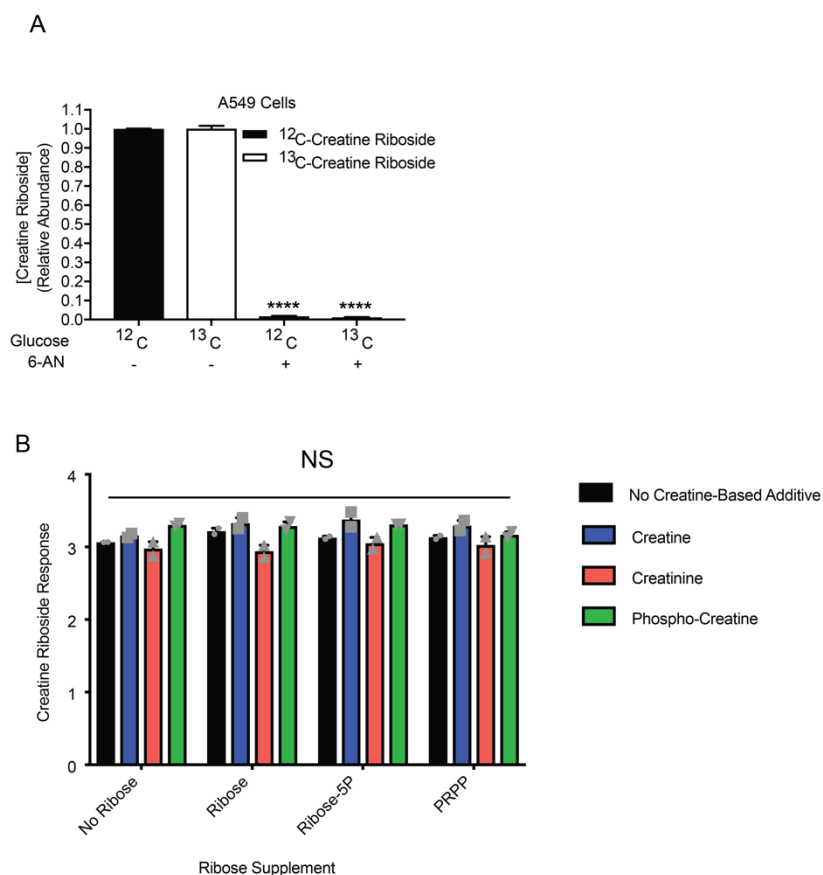 A
A549 Cells
1.1
1.0
0.9
0.8
0.7
0.6
0.5
0.4
0.3
0.2
0.1
0.0
[Creatine Riboside]
(Relative Abundance)
12C-Creatine Riboside
13C-Creatine Riboside
**** ****
Glucose 12C 13C 12C 13C
6-AN - - + +
B
NS
4
3
2
1
0
Creatine Riboside Response
No Ribose Ribose Ribose-5P PRPP
Ribose Supplement
No Creatine-Based Additive
Creatine
Creatinine
Phospho-Creatine